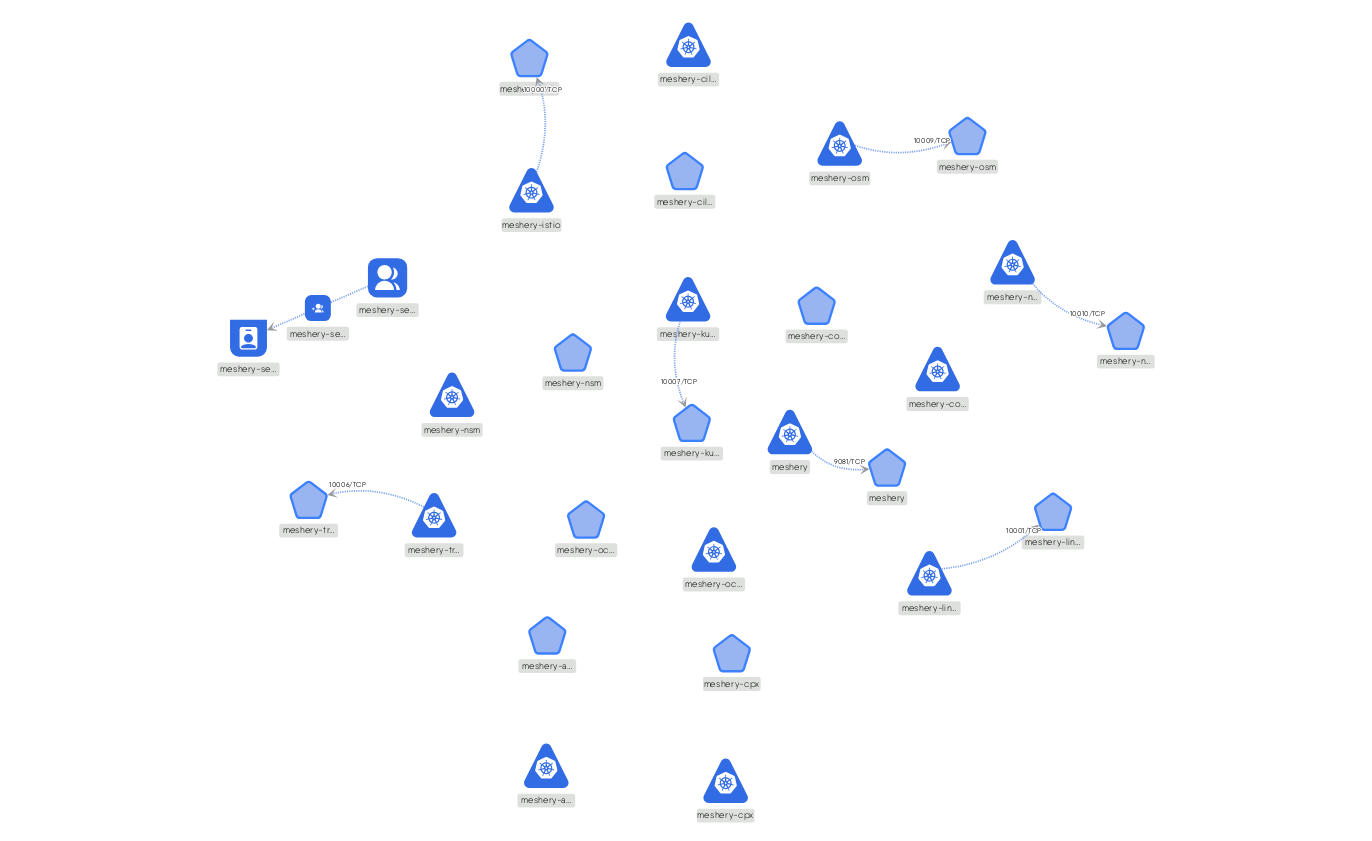 meshery-cil...
10000/TCP
10009/TCP
meshery-osm
meshery-osm
meshery-cil...
meshery-istio
meshery-n...
meshery-se...
10010/TCP
meshery-se...
meshery-ku...
meshery-co...
meshery-n...
meshery-se...
10007/TCP
meshery-nsm
meshery-co...
meshery-nsm
meshery-ku...
9081/TCP
meshery
10006/TCP
meshery
meshery-tr...
10001/TCP
meshery-lin...
meshery-tr...
meshery-oc...
meshery-oc...
meshery-lin...
meshery-a...
meshery-cpx
meshery-a...
meshery-cpx